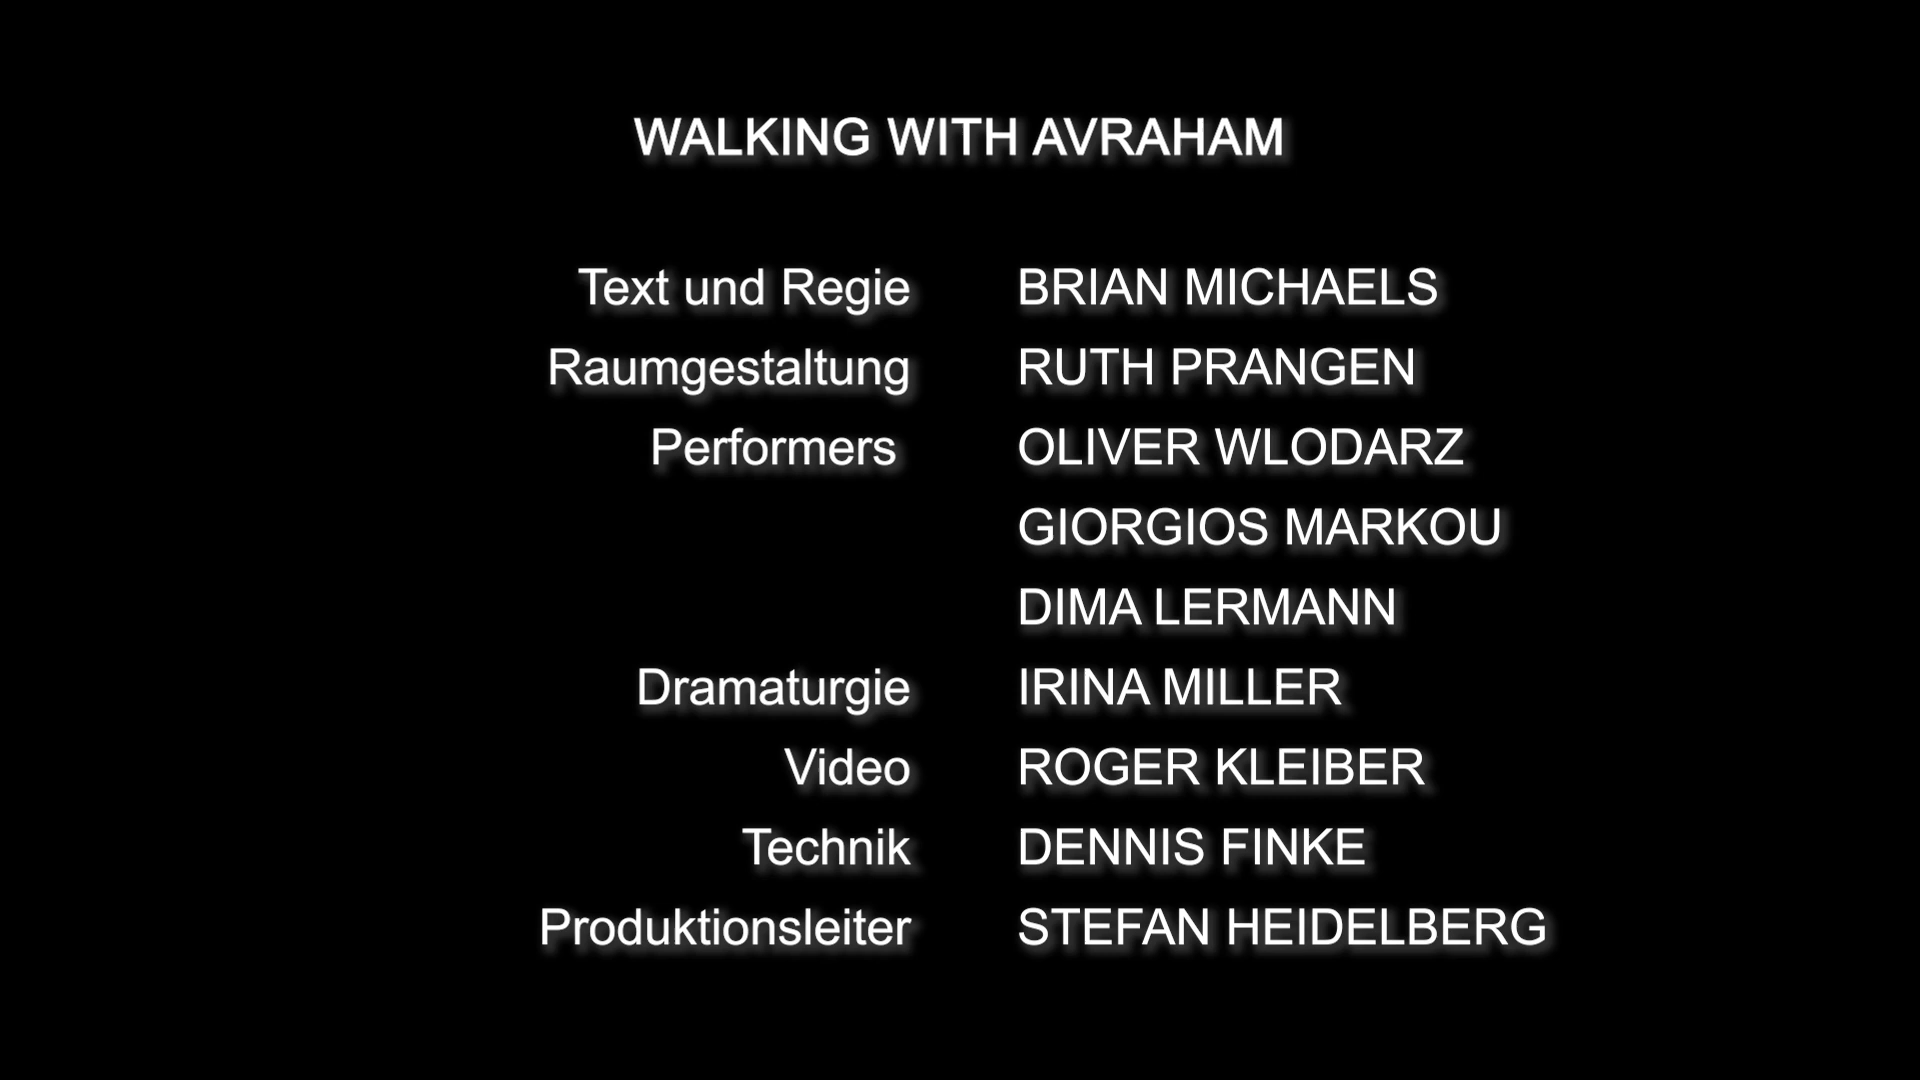 WALKING WITH AVRAHAM
Text und Regie BRIAN MICHAELS
Raumgestaltung RUTH PRANGEN
Performers OLIVER WLODARZ
GIORGIOS MARKOU
DIMA LERMANN
Dramaturgie IRINA MILLER
Video ROGER KLEIBER
Technik DENNIS FINKE
Produktionsleiter STEFAN HEIDELBERG